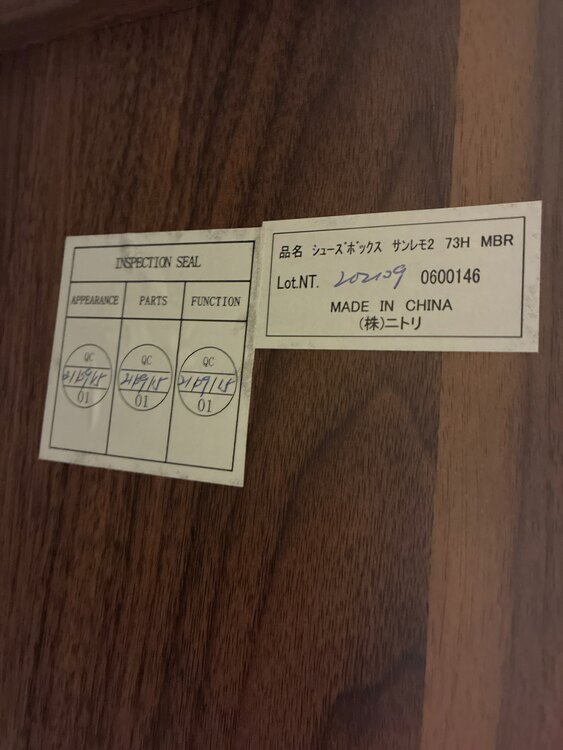 INSPECTION SEAL
APPEARANCE PARTS FUNCTION
QC QC QC
01 01 01
品名 シューズボックス サンレモ2 73H MBR
Lot.NT. 202109 0600146
MADE IN CHINA
(株)ニトリ